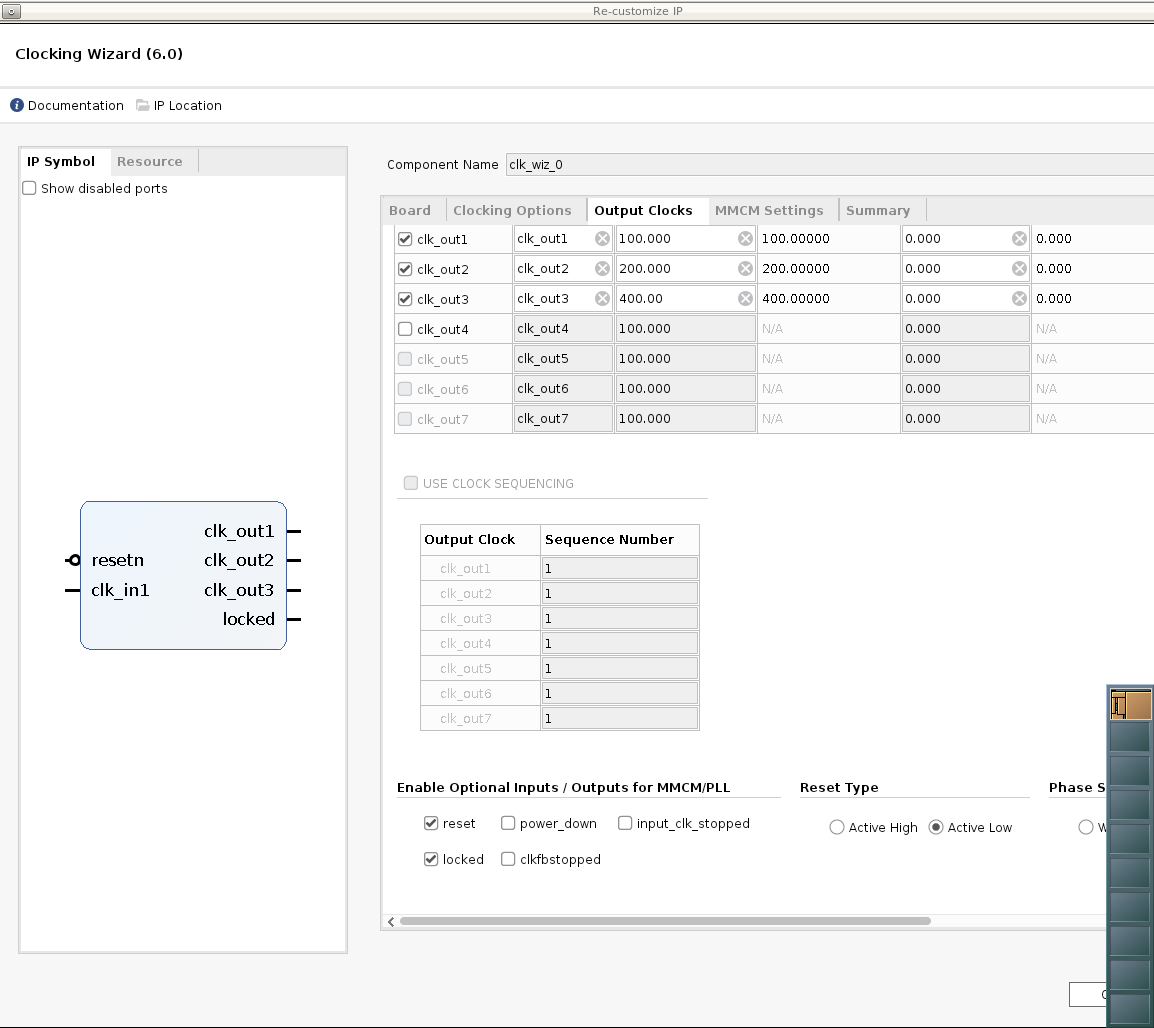 Re-customize IP
Clocking Wizard (6.0)
Documentation IP Location
IP Symbol Resource
Show disabled ports
clk_out1
resetn clk_out2
clk_in1 clk_out3
locked
Component Name clk_wiz_0
Board Clocking Options Output Clocks MMCM Settings Summary
clk_out1 clk_out1 100.000 100.00000 0.000 0.000
clk_out2 clk_out2 200.000 200.00000 0.000 0.000
clk_out3 clk_out3 400.00 400.00000 0.000 0.000
clk_out4 clk_out4 100.000 N/A 0.000 N/A
clk_out5 clk_out5 100.000 N/A 0.000 N/A
clk_out6 clk_out6 100.000 N/A 0.000 N/A
clk_out7 clk_out7 100.000 N/A 0.000 N/A
USE CLOCK SEQUENCING
Output Clock Sequence Number
clk_out1 1
clk_out2 1
clk_out3 1
clk_out4 1
clk_out5 1
clk_out6 1
clk_out7 1
Enable Optional Inputs / Outputs for MMCM/PLL Reset Type Phase S
reset power_down input_clk_stopped Active High Active Low
locked clkfbstopped